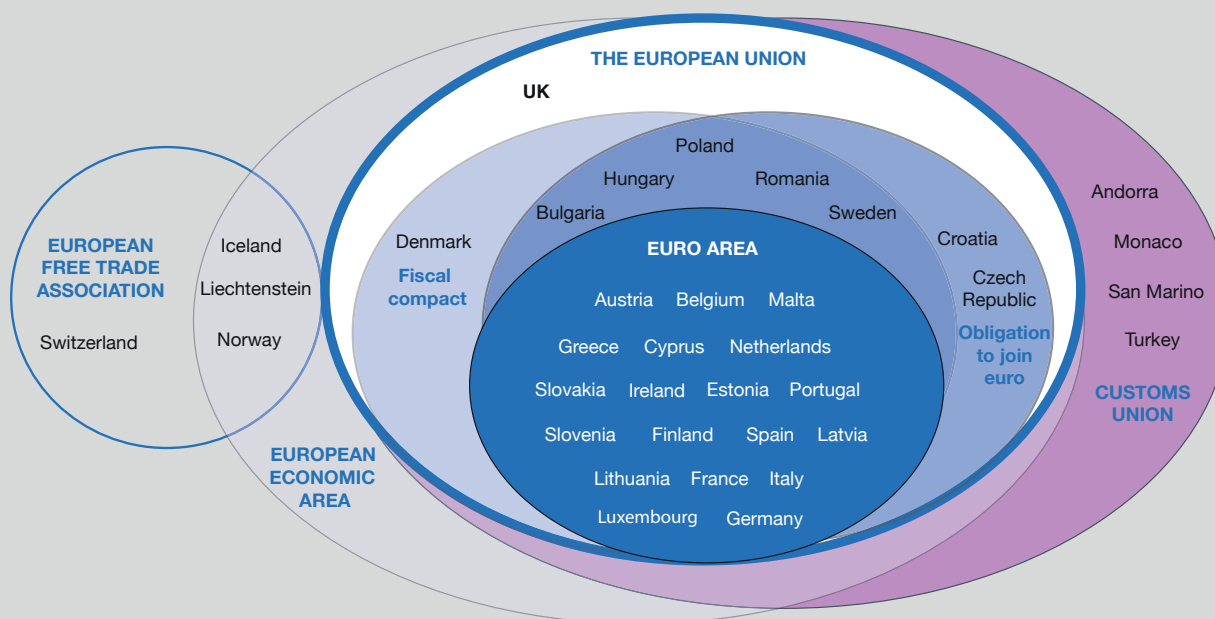 THE EUROPEAN UNION
UK
Poland
Hungary Romania
Bulgaria Sweden
EUROPEAN
FREE TRADE
ASSOCIATION
Switzerland
Iceland
Liechtenstein
Norway
EUROPEAN
ECONOMIC
AREA
Denmark
Fiscal
compact
EURO AREA
Austria Belgium Malta
Greece Cyprus Netherlands
Slovakia Ireland Estonia Portugal
Slovenia Finland Spain Latvia
Lithuania France Italy
Luxembourg Germany
Croatia
Czech
Republic
Obligation
to join
euro
Andorra
Monaco
San Marino
Turkey
CUSTOMS
UNION